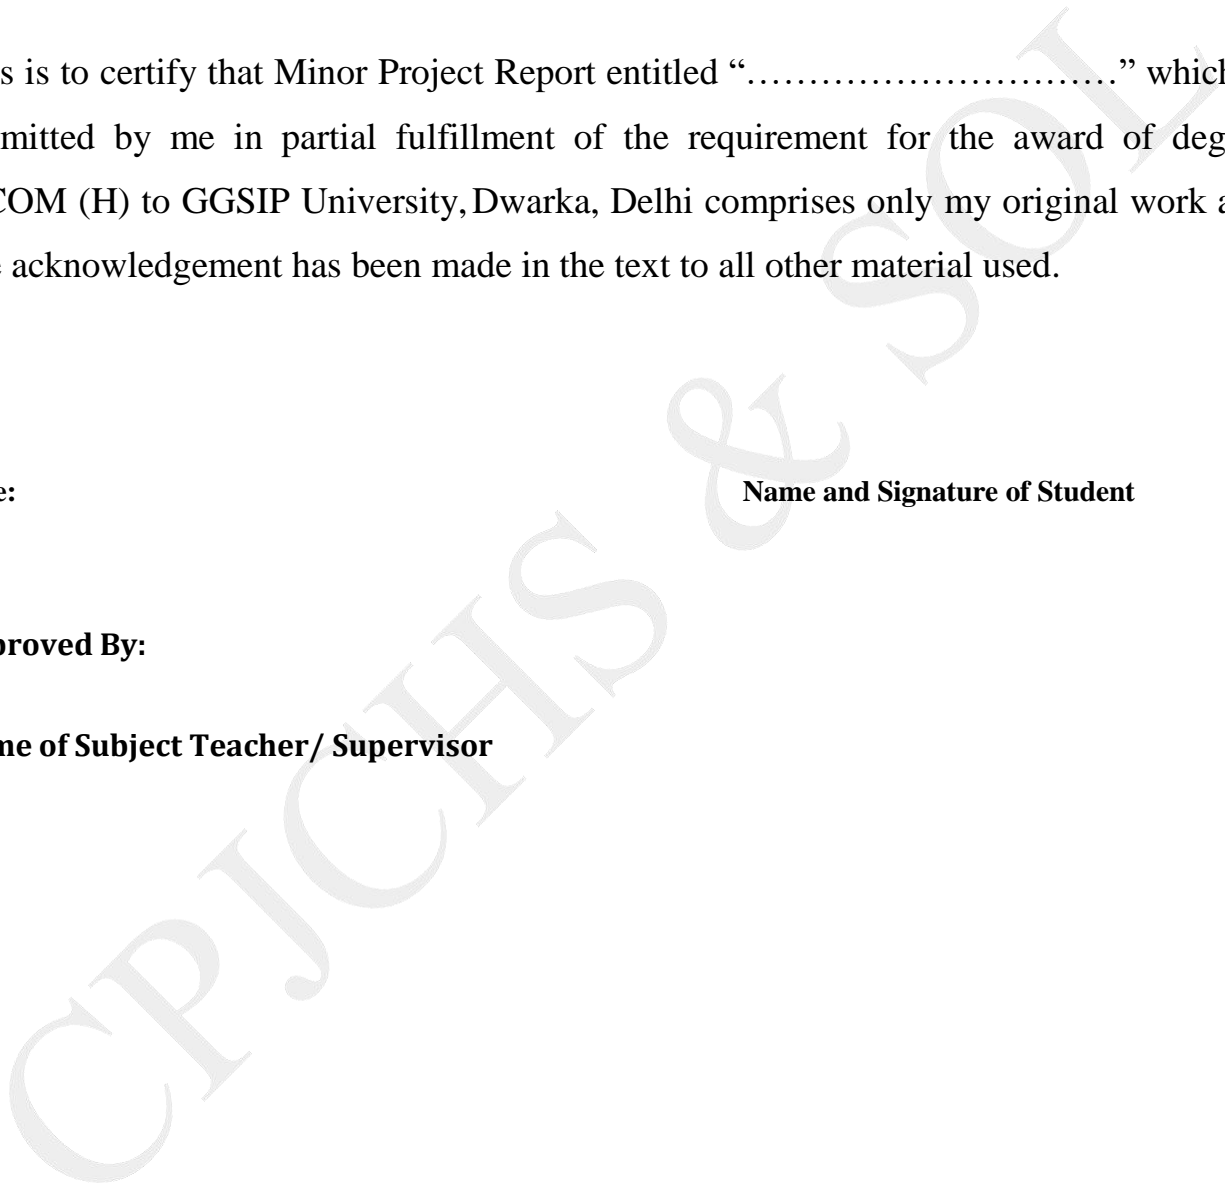 s is to certify that Minor Project Report entitled “…………………………” which
mitted by me in partial fulfillment of the requirement for the award of deg
COM (H) to GGSIP University, Dwarka, Delhi comprises only my original work a
e acknowledgement has been made in the text to all other material used.
e: Name and Signature of Student
proved By:
me of Subject Teacher/ Supervisor
CPJCHS & SOL